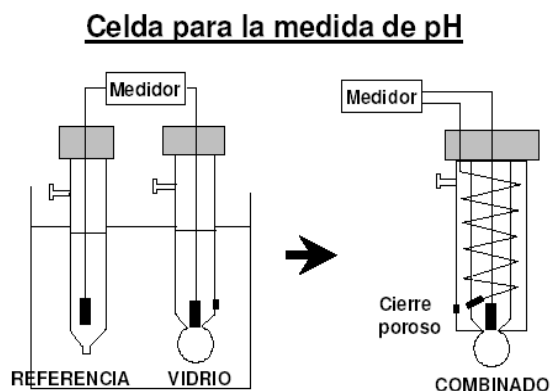 Celda para la medida de pH
Medidor
Medidor
Cierre
poroso
REFERENCIA
VIDRIO
COMBINADO